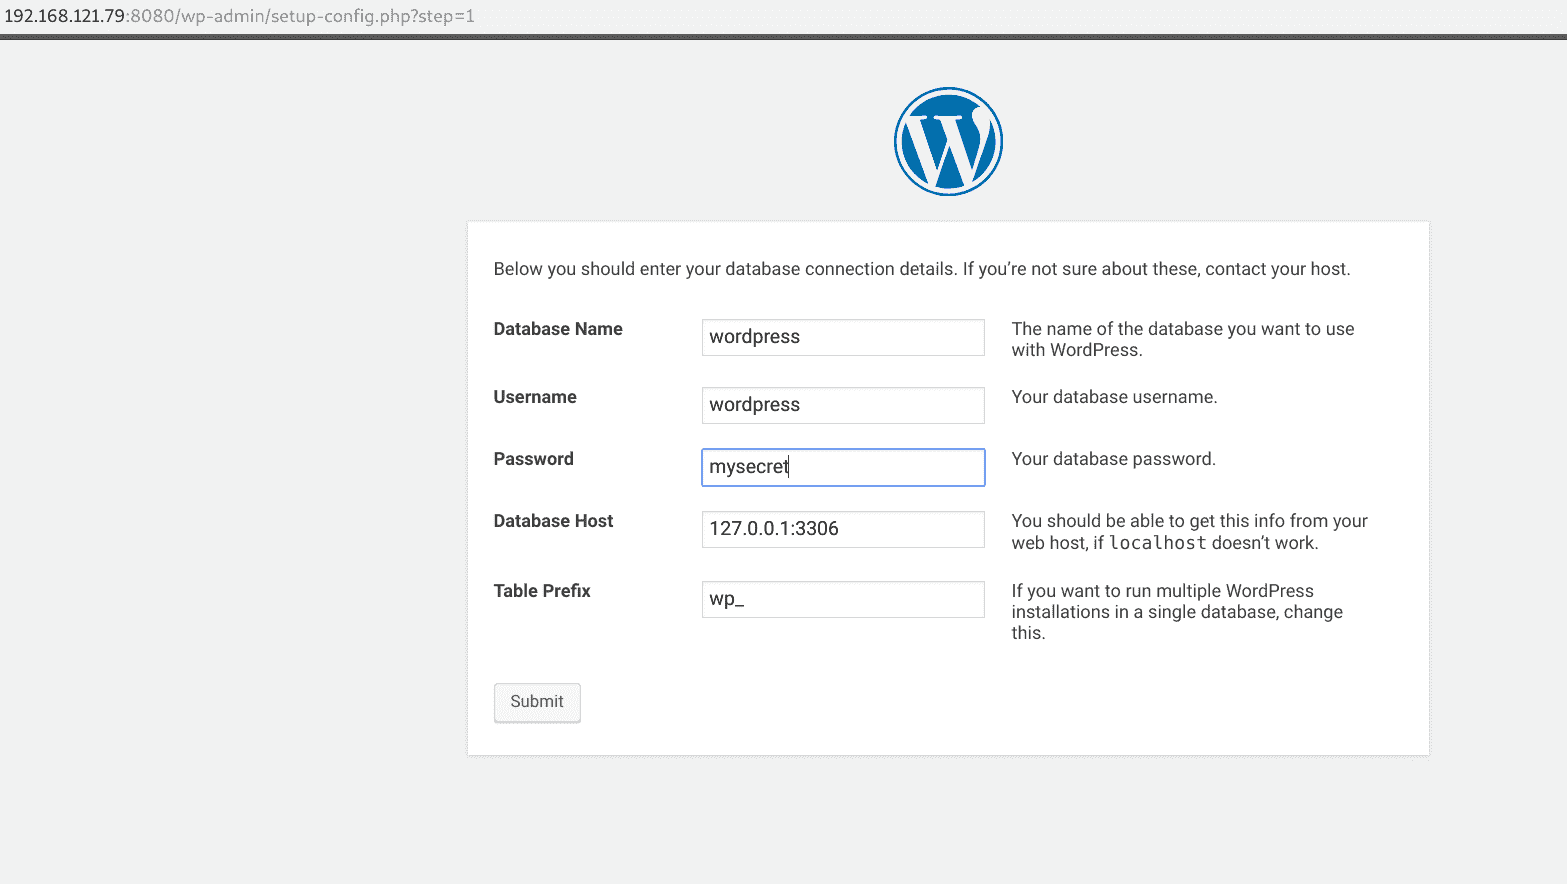 192.168.121.79:8080/wp-admin/setup-config.php?step=1
W
Below you should enter your database connection details. If you’re not sure about these, contact your host.
Database Name
wordpress
The name of the database you want to use
with WordPress.
Username
wordpress
Your database username.
Password
mysecret
Your database password.
Database Host
127.0.0.1:3306
You should be able to get this info from your
web host, if localhost doesn’t work.
Table Prefix
wp_
If you want to run multiple WordPress
installations in a single database, change
this.
Submit